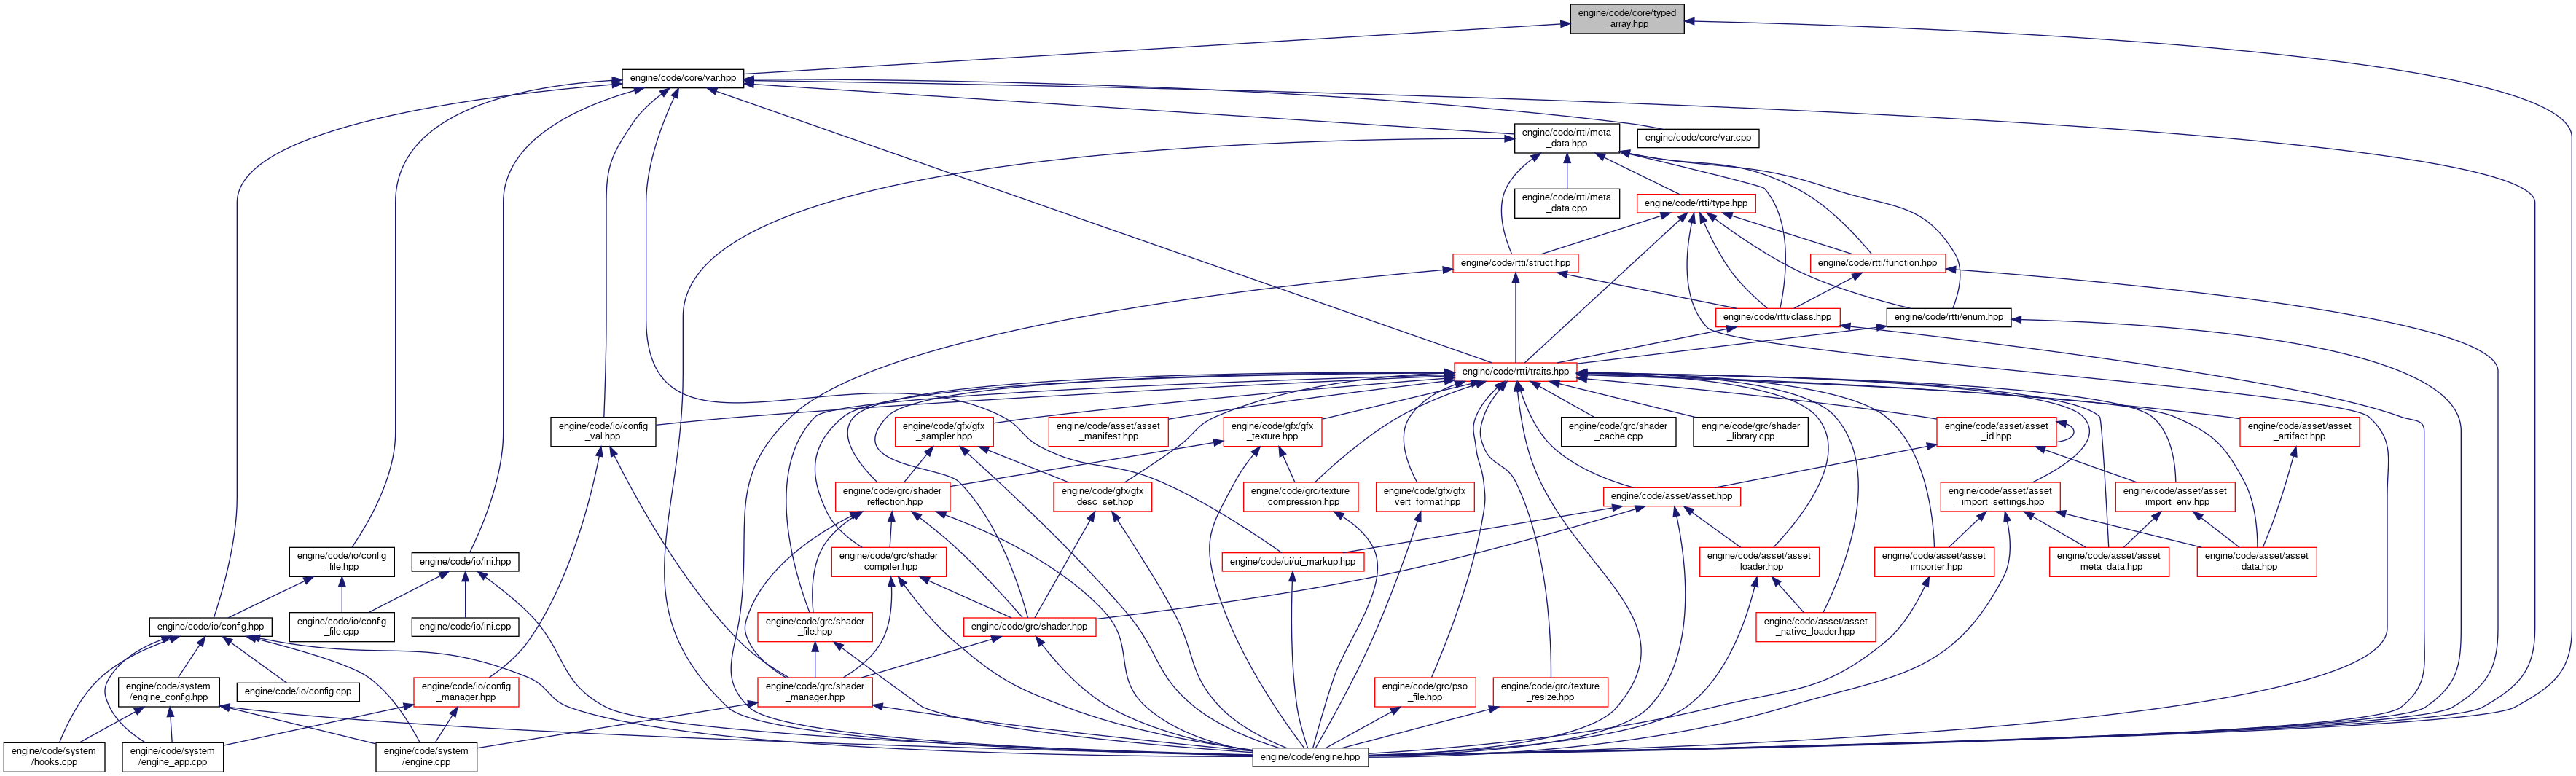 engine/code/core/typed
_array.hpp
engine/code/core/var.hpp
engine/code/rtti/meta
_data.hpp
engine/code/core/var.cpp
engine/code/rtti/meta
_data.cpp
engine/code/rtti/type.hpp
engine/code/rtti/struct.hpp
engine/code/rtti/function.hpp
engine/code/rtti/class.hpp
engine/code/rtti/enum.hpp
engine/code/rtti/traits.hpp
engine/code/io/config
_val.hpp
engine/code/gfx/gfx
_sampler.hpp
engine/code/asset/asset
_manifest.hpp
engine/code/gfx/gfx
_texture.hpp
engine/code/grc/shader
_cache.cpp
engine/code/grc/shader
_library.cpp
engine/code/asset/asset
_id.hpp
engine/code/asset/asset
_artifact.hpp
engine/code/grc/shader
_reflection.hpp
engine/code/gfx/gfx
_desc_set.hpp
engine/code/grc/texture
_compression.hpp
engine/code/gfx/gfx
_vert_format.hpp
engine/code/asset/asset.hpp
engine/code/asset/asset
_import_settings.hpp
engine/code/asset/asset
_import_env.hpp
engine/code/io/config
_file.hpp
engine/code/io/ini.hpp
engine/code/grc/shader
_compiler.hpp
engine/code/ui/ui_markup.hpp
engine/code/asset/asset
_loader.hpp
engine/code/asset/asset
_importer.hpp
engine/code/asset/asset
_meta_data.hpp
engine/code/asset/asset
_data.hpp
engine/code/io/config.hpp
engine/code/io/config
_file.cpp
engine/code/io/ini.cpp
engine/code/grc/shader
_file.hpp
engine/code/grc/shader.hpp
engine/code/asset/asset
_native_loader.hpp
engine/code/system
/engine_config.hpp
engine/code/io/config.cpp
engine/code/io/config
_manager.hpp
engine/code/grc/shader
_manager.hpp
engine/code/grc/pso
_file.hpp
engine/code/grc/texture
_resize.hpp
engine/code/system
/hooks.cpp
engine/code/system
/engine_app.cpp
engine/code/system
/engine.cpp
engine/code/engine.hpp